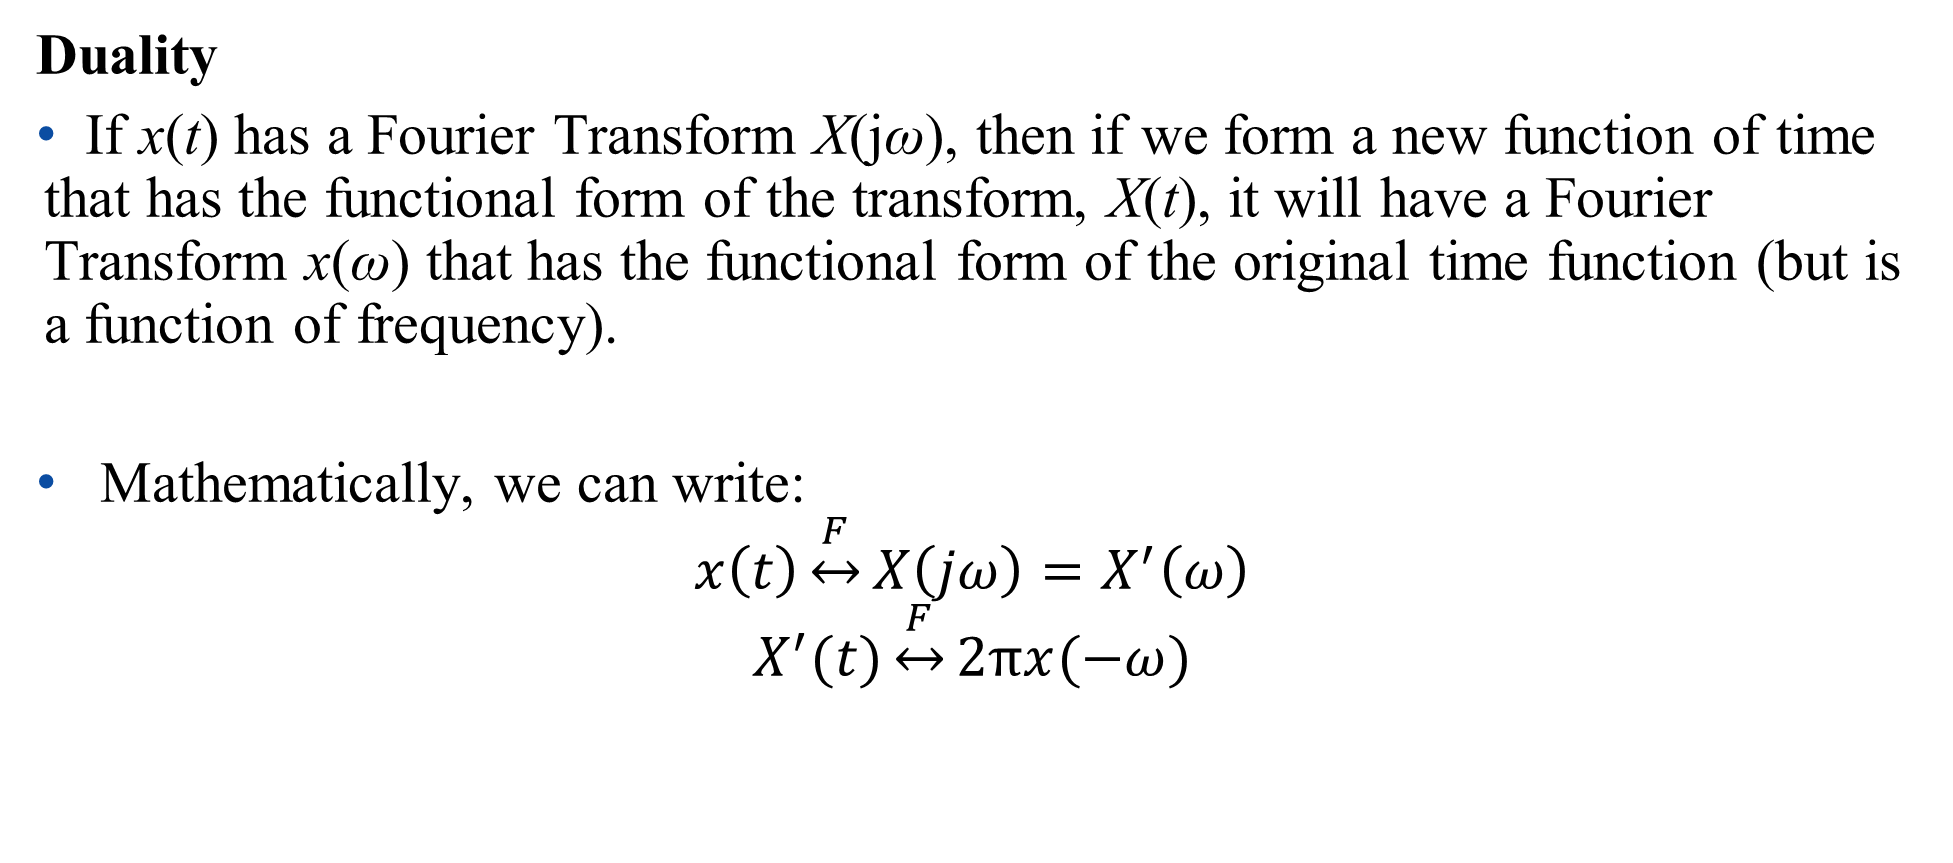 Duality
• If x(t) has a Fourier Transform X(jω), then if we form a new function of time
that has the functional form of the transform, X(t), it will have a Fourier
Transform x(ω) that has the functional form of the original time function (but is
a function of frequency).
• Mathematically, we can write:
x(t) F↔ X(jω) = X′(ω)
X′(t) F↔ 2πx(−ω)